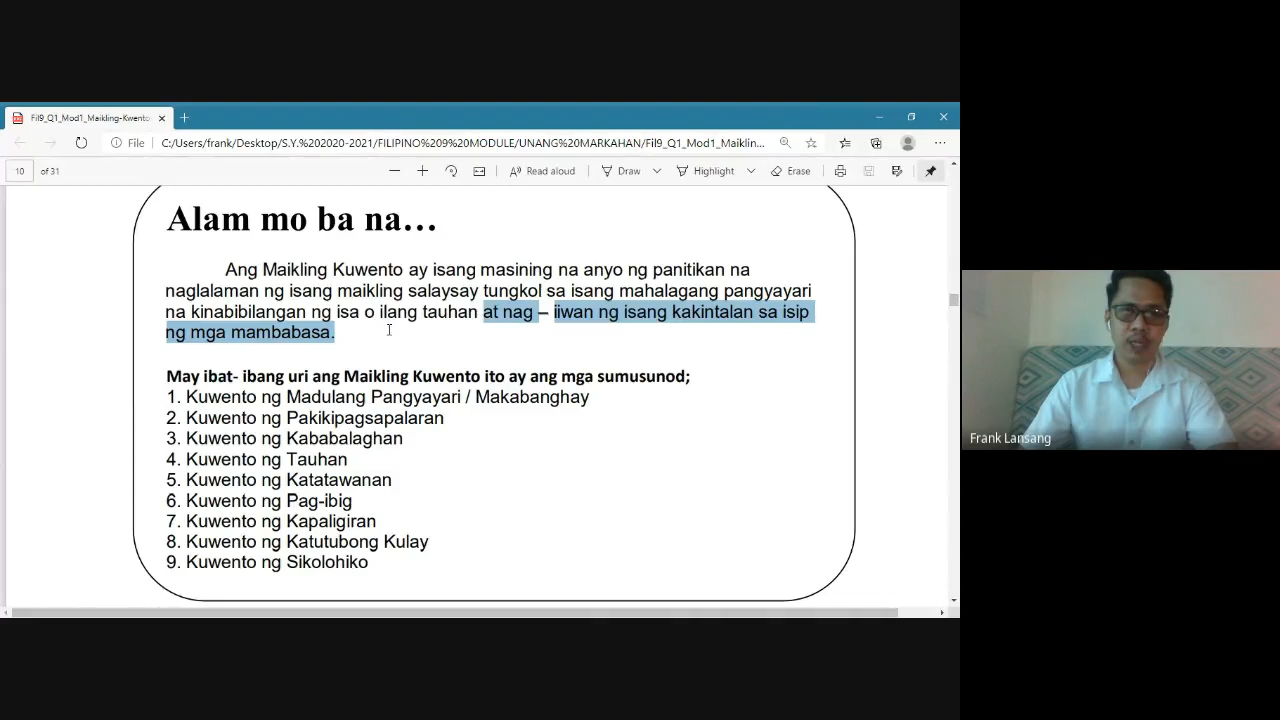 Fil9_Q1_Mod1_Maikling-Kwento
File
C:/Users/frank/Desktop/S.Y.%202020-2021/FILIPINO%209%20MODULE/UNANG%20MARKAHAN/Fil9_Q1_Mod1_Maiklin...
10 of 31
Read aloud
Draw
Highlight
Erase
Alam mo ba na…
Ang Maikling Kuwento ay isang masining na anyo ng panitikan na
naglalaman ng isang maikling salaysay tungkol sa isang mahalagang pangyayari
na kinabibilangan ng isa o ilang tauhan at nag – iiwan ng isang kakintalan sa isip
ng mga mambabasa.
May ibat- ibang uri ang Maikling Kuwento ito ay ang mga sumusunod;
1. Kuwento ng Madulang Pangyayari / Makabanghay
2. Kuwento ng Pakikipagsapalaran
3. Kuwento ng Kababalaghan
4. Kuwento ng Tauhan
5. Kuwento ng Katatawanan
6. Kuwento ng Pag-ibig
7. Kuwento ng Kapaligiran
8. Kuwento ng Katutubong Kulay
9. Kuwento ng Sikolohiko
Frank Lansang